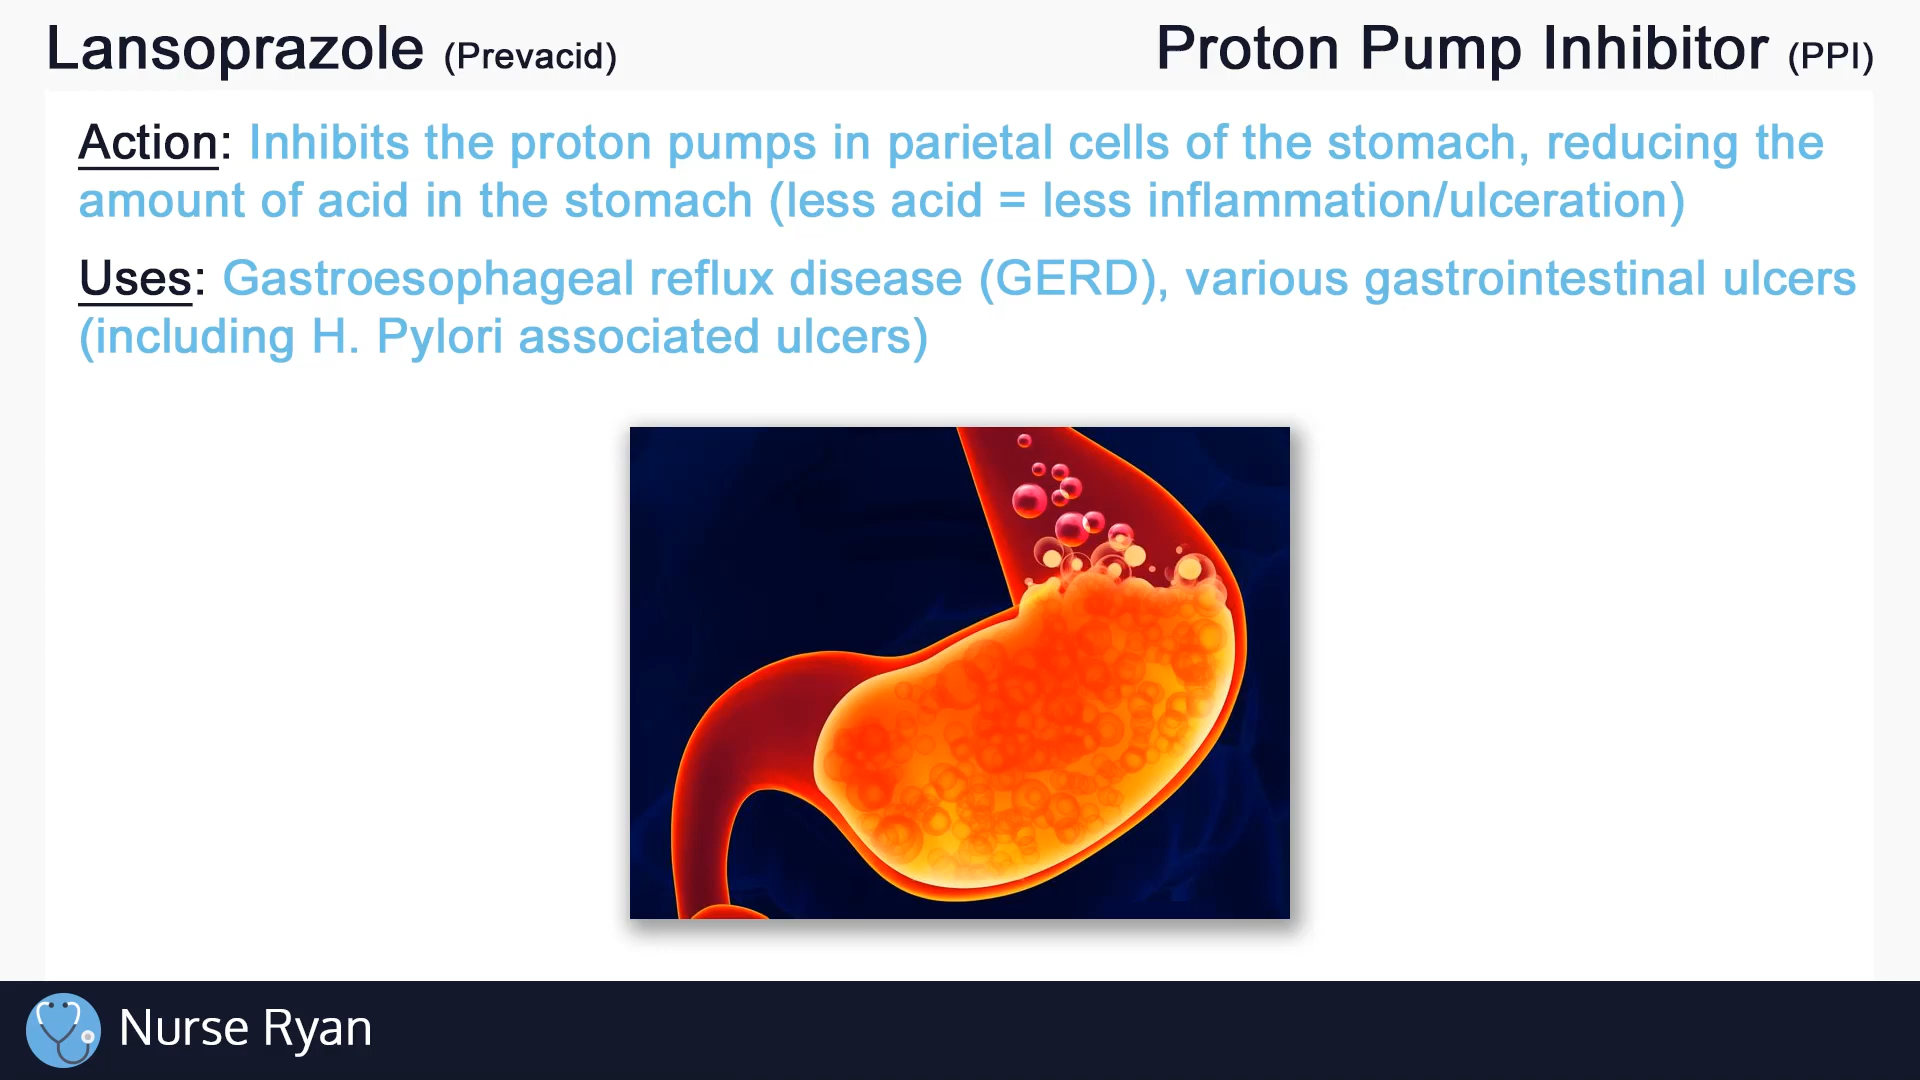 Lansoprazole (Prevacid)
Proton Pump Inhibitor (PPI)
Action: Inhibits the proton pumps in parietal cells of the stomach, reducing the
amount of acid in the stomach (less acid = less inflammation/ulceration)
Uses: Gastroesophageal reflux disease (GERD), various gastrointestinal ulcers
(including H. Pylori associated ulcers)
Nurse Ryan